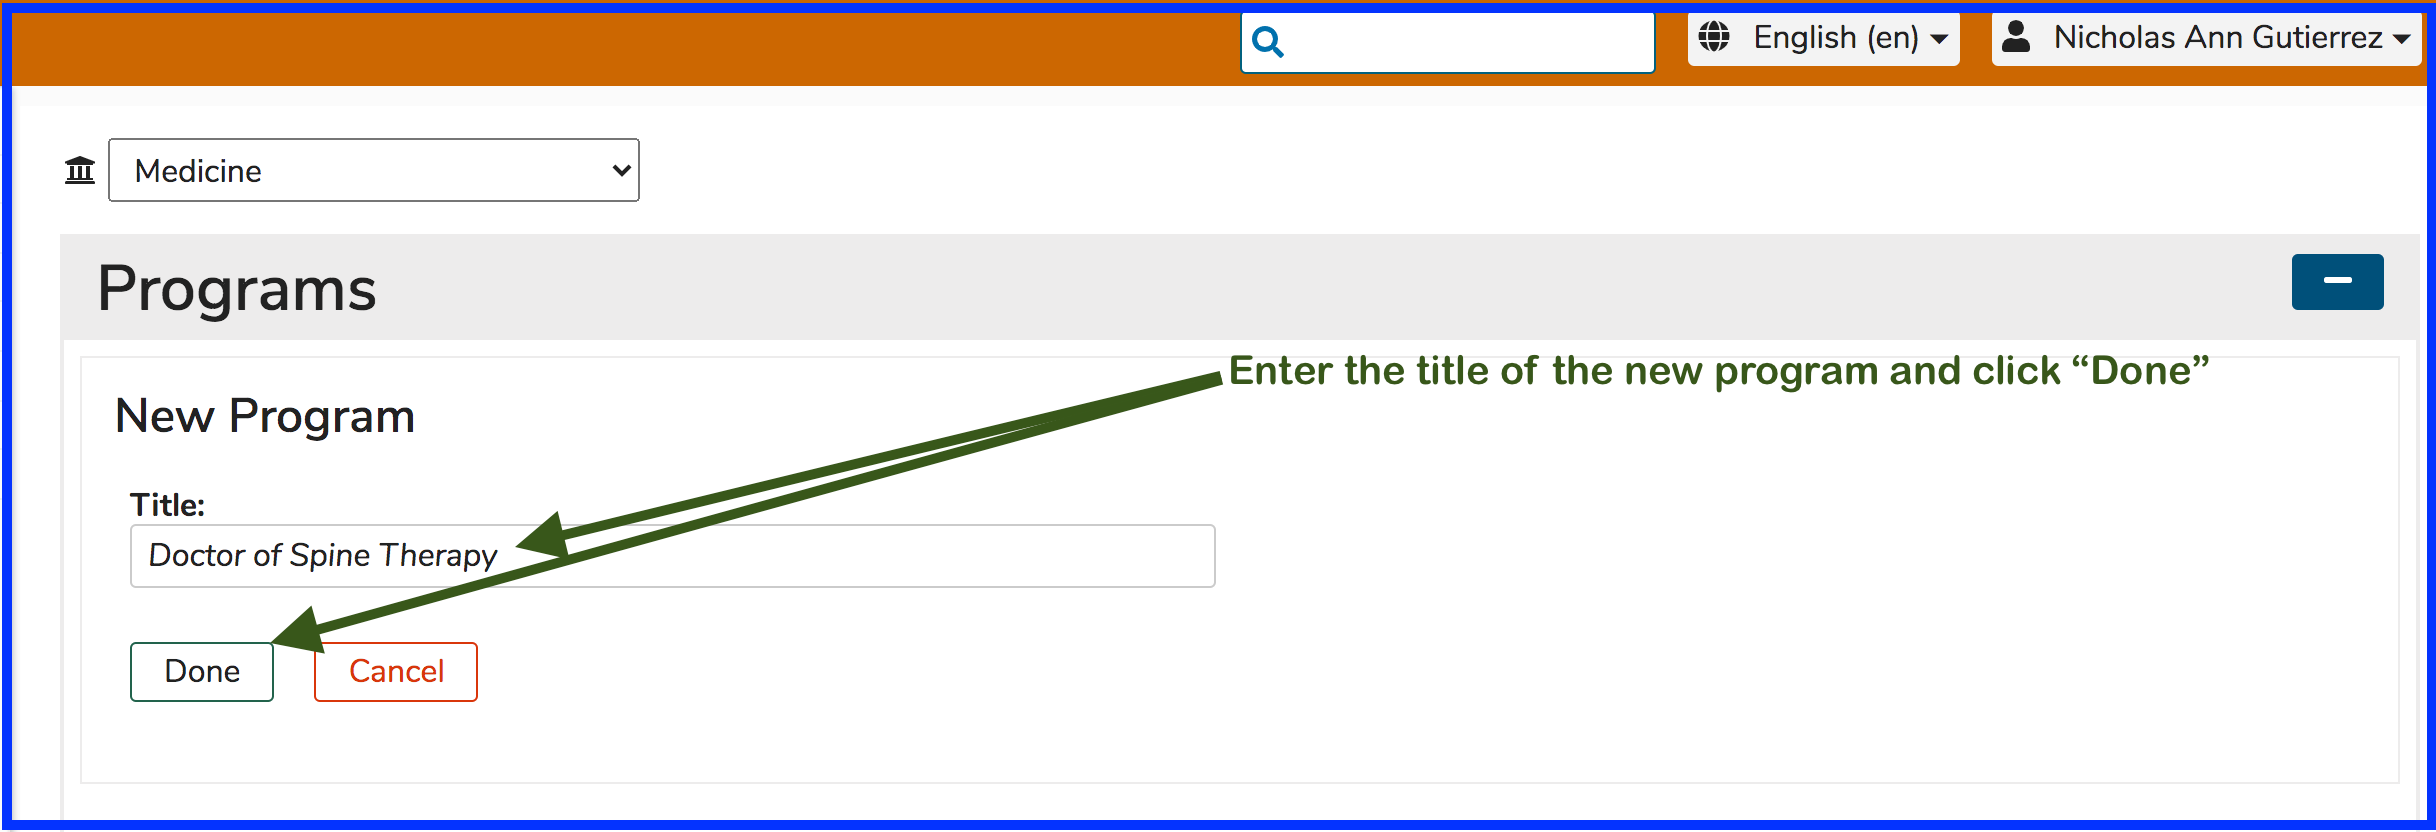 English (en)
Nicholas Ann Gutierrez
Medicine
Programs
Enter the title of the new program and click “Done”
New Program
Title:
Doctor of Spine Therapy
Done
Cancel